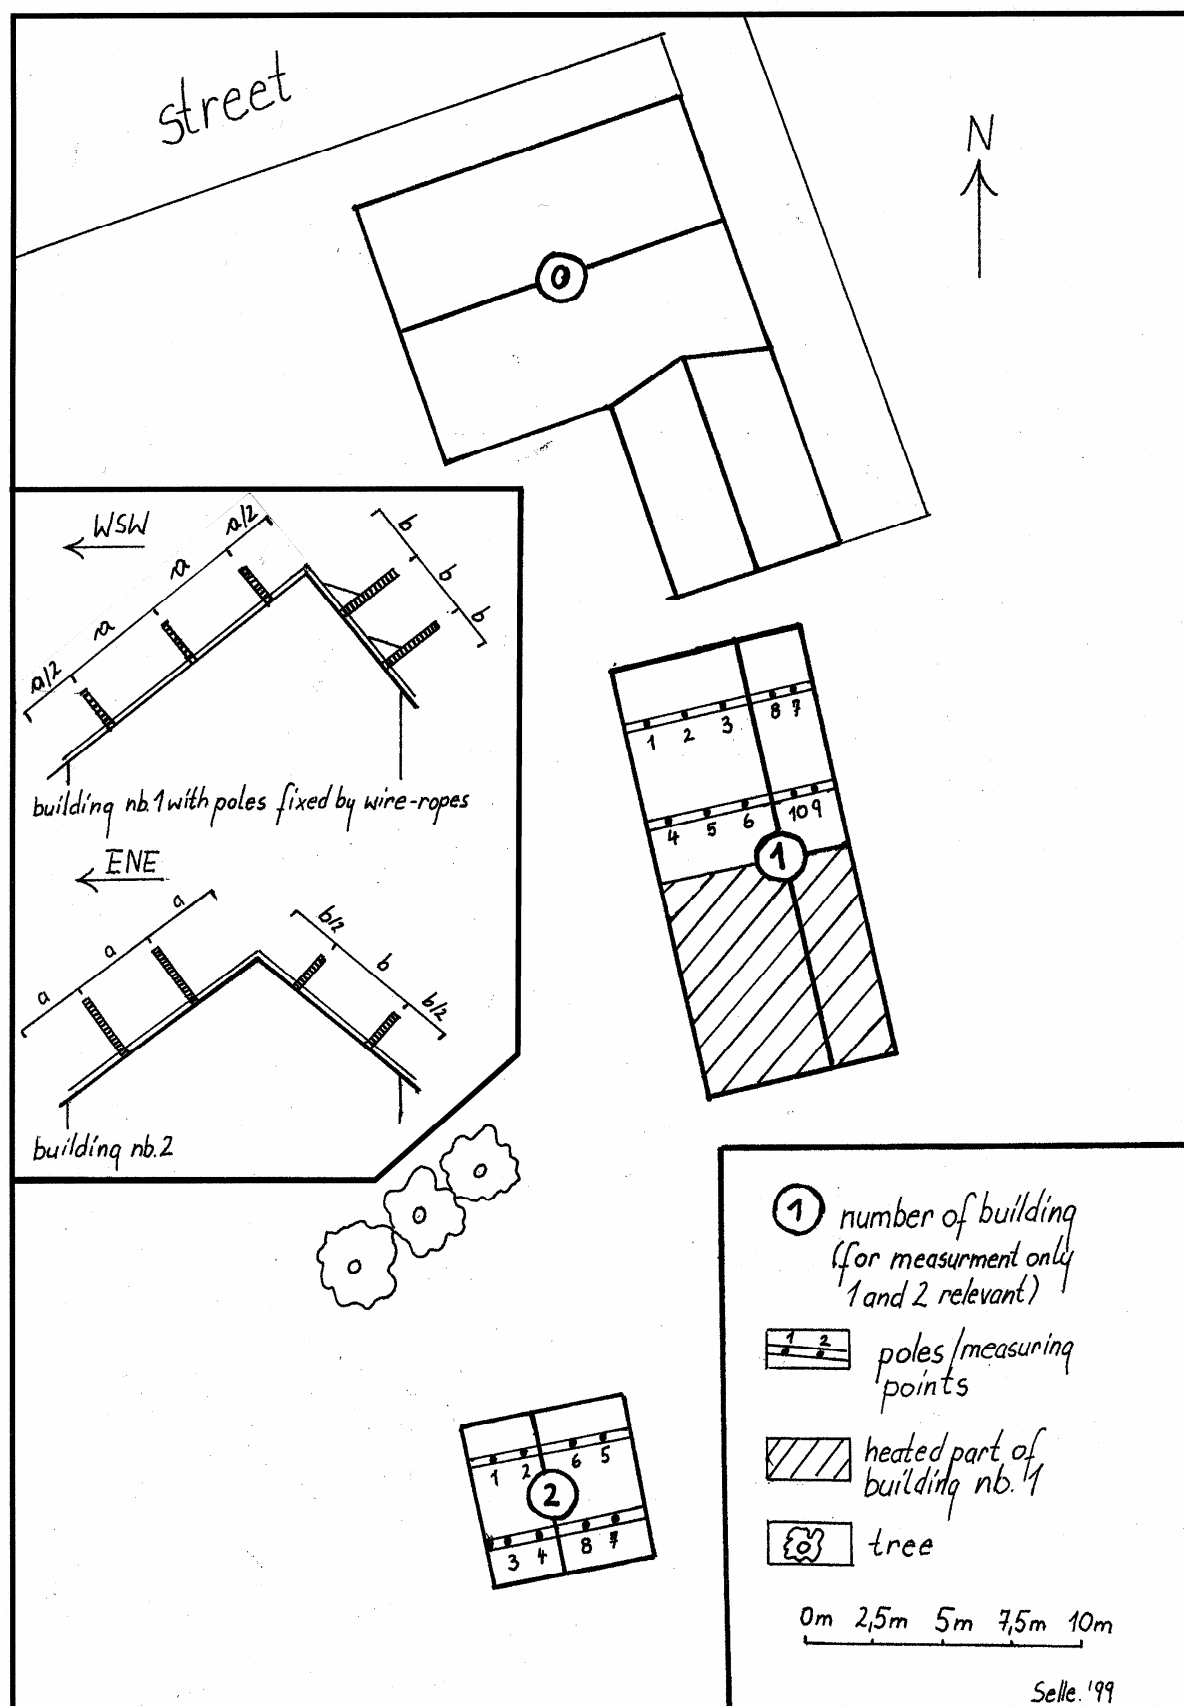 street
N
0
WSW
a/2
a
a
a/2
b
b
b
building nb.1 with poles fixed by wire-ropes
ENE
a
a
a
b/2
b
b/2
building nb.2
1 2 3 8 7
4 5 6 10 9
1
1 2 6 5
2
3 4 8 7
1 number of building
(for measurment only
1 and 2 relevant)
1 2
poles/measuring
points
heated part of
building nb. 1
tree
0m 2,5m 5m 7,5m 10m
Selle. '99